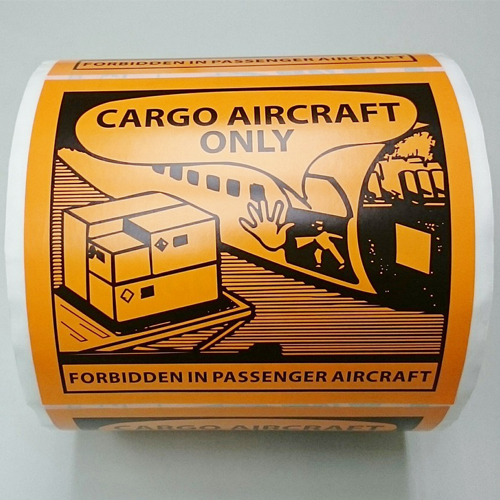 FORBIDDEN IN PASSENGER AIRCRAFT
CARGO AIRCRAFT
ONLY
FORBIDDEN IN PASSENGER AIRCRAFT
CARGO AIRCRAFT